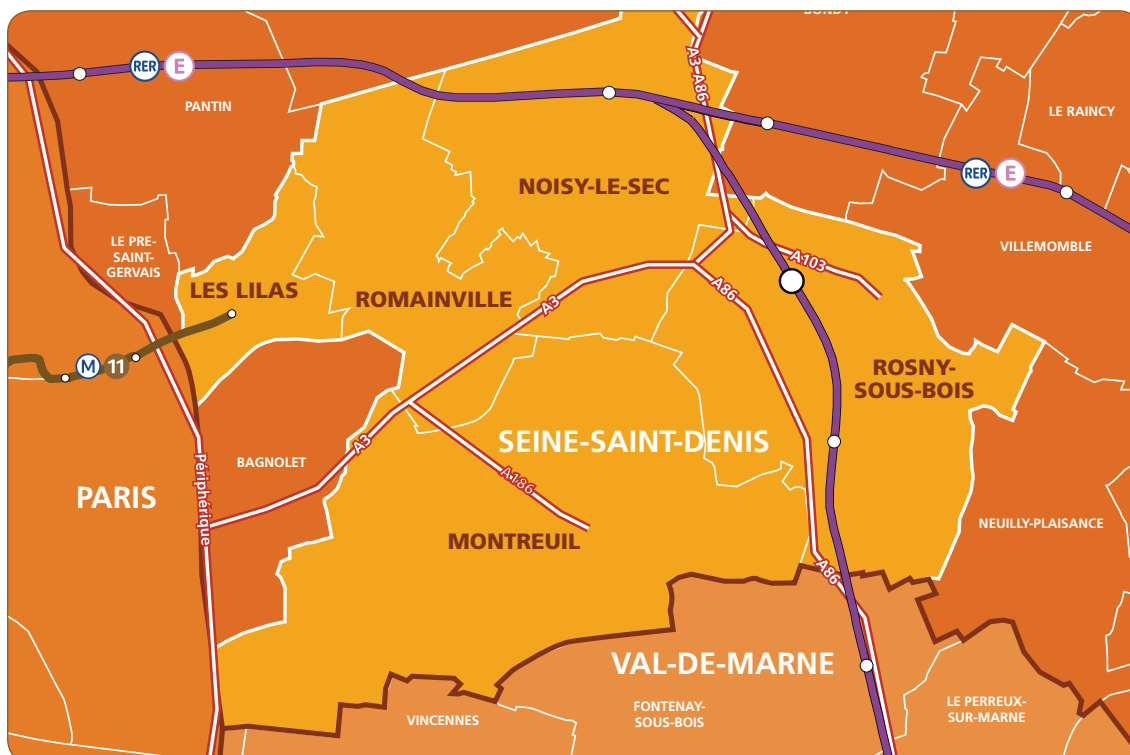 BONDY
A3-A86
RER E
PANTIN
LE RAINCY
RER E
NOISY-LE-SEC
LE PRE-
SAINT-
GERVAIS
VILLEMOMBLE
A103
LES LILAS
ROMAINVILLE
A86
A3
M 11
ROSNY-
SOUS-BOIS
A3
SEINE-SAINT-DENIS
BAGNOLET
A186
PARIS
Périphérique
NEUILLY-PLAISANCE
MONTREUIL
A86
VAL-DE-MARNE
VINCENNES
FONTENAY-
SOUS-BOIS
LE PERREUX-
SUR-MARNE